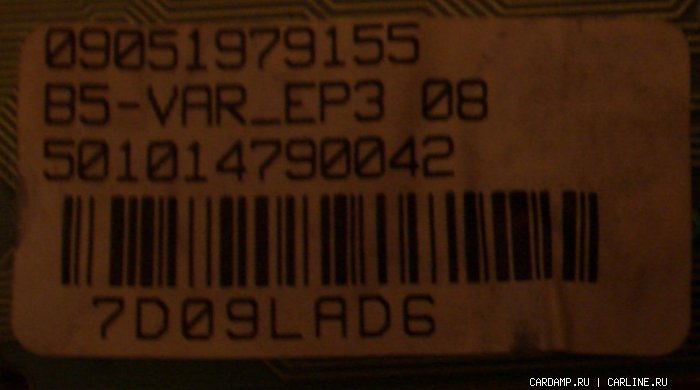 09051979155
B5-VAR_EP3 08
501014790042
7D09LAD6
CARDAMP.RU | CARLINE.RU